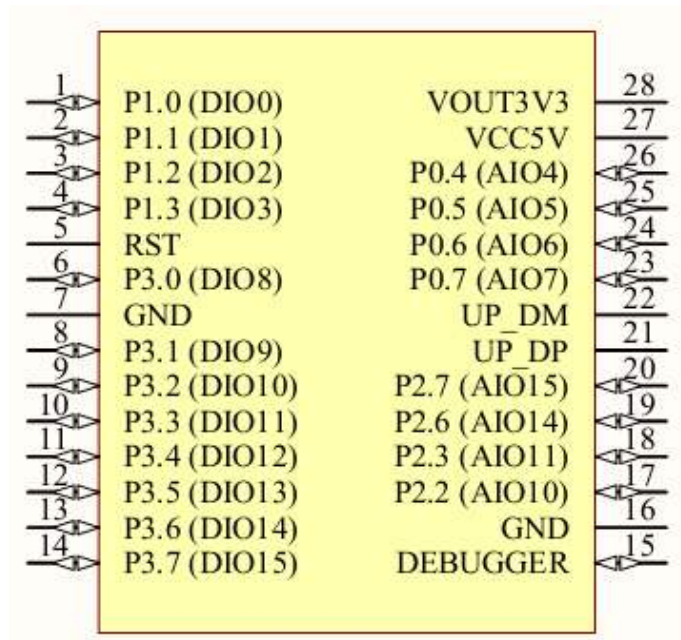 1 P1.0 (DIO0) VOUT3V3 28
2 P1.1 (DIO1) VCC5V 27
3 P1.2 (DIO2) P0.4 (AIO4) 26
4 P1.3 (DIO3) P0.5 (AIO5) 25
5 RST P0.6 (AIO6) 24
6 P3.0 (DIO8) P0.7 (AIO7) 23
7 GND UP_DM 22
8 P3.1 (DIO9) UP_DP 21
9 P3.2 (DIO10) P2.7 (AIO15) 20
10 P3.3 (DIO11) P2.6 (AIO14) 19
11 P3.4 (DIO12) P2.3 (AIO11) 18
12 P3.5 (DIO13) P2.2 (AIO10) 17
13 P3.6 (DIO14) GND 16
14 P3.7 (DIO15) DEBUGGER 15